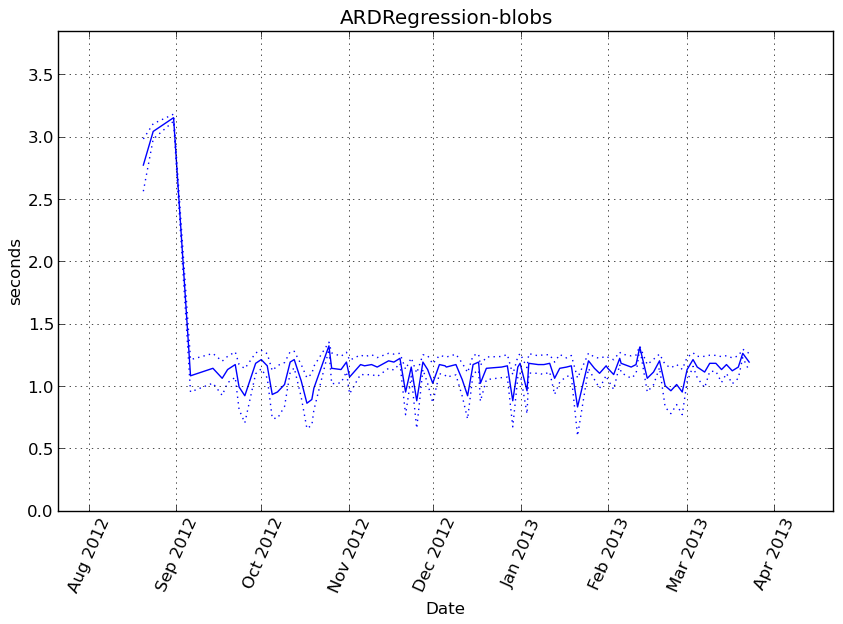 ARDRegression-blobs
3.5
3.0
2.5
2.0
1.5
1.0
0.5
0.0
seconds
Aug 2012
Sep 2012
Oct 2012
Nov 2012
Dec 2012
Jan 2013
Feb 2013
Mar 2013
Apr 2013
Date